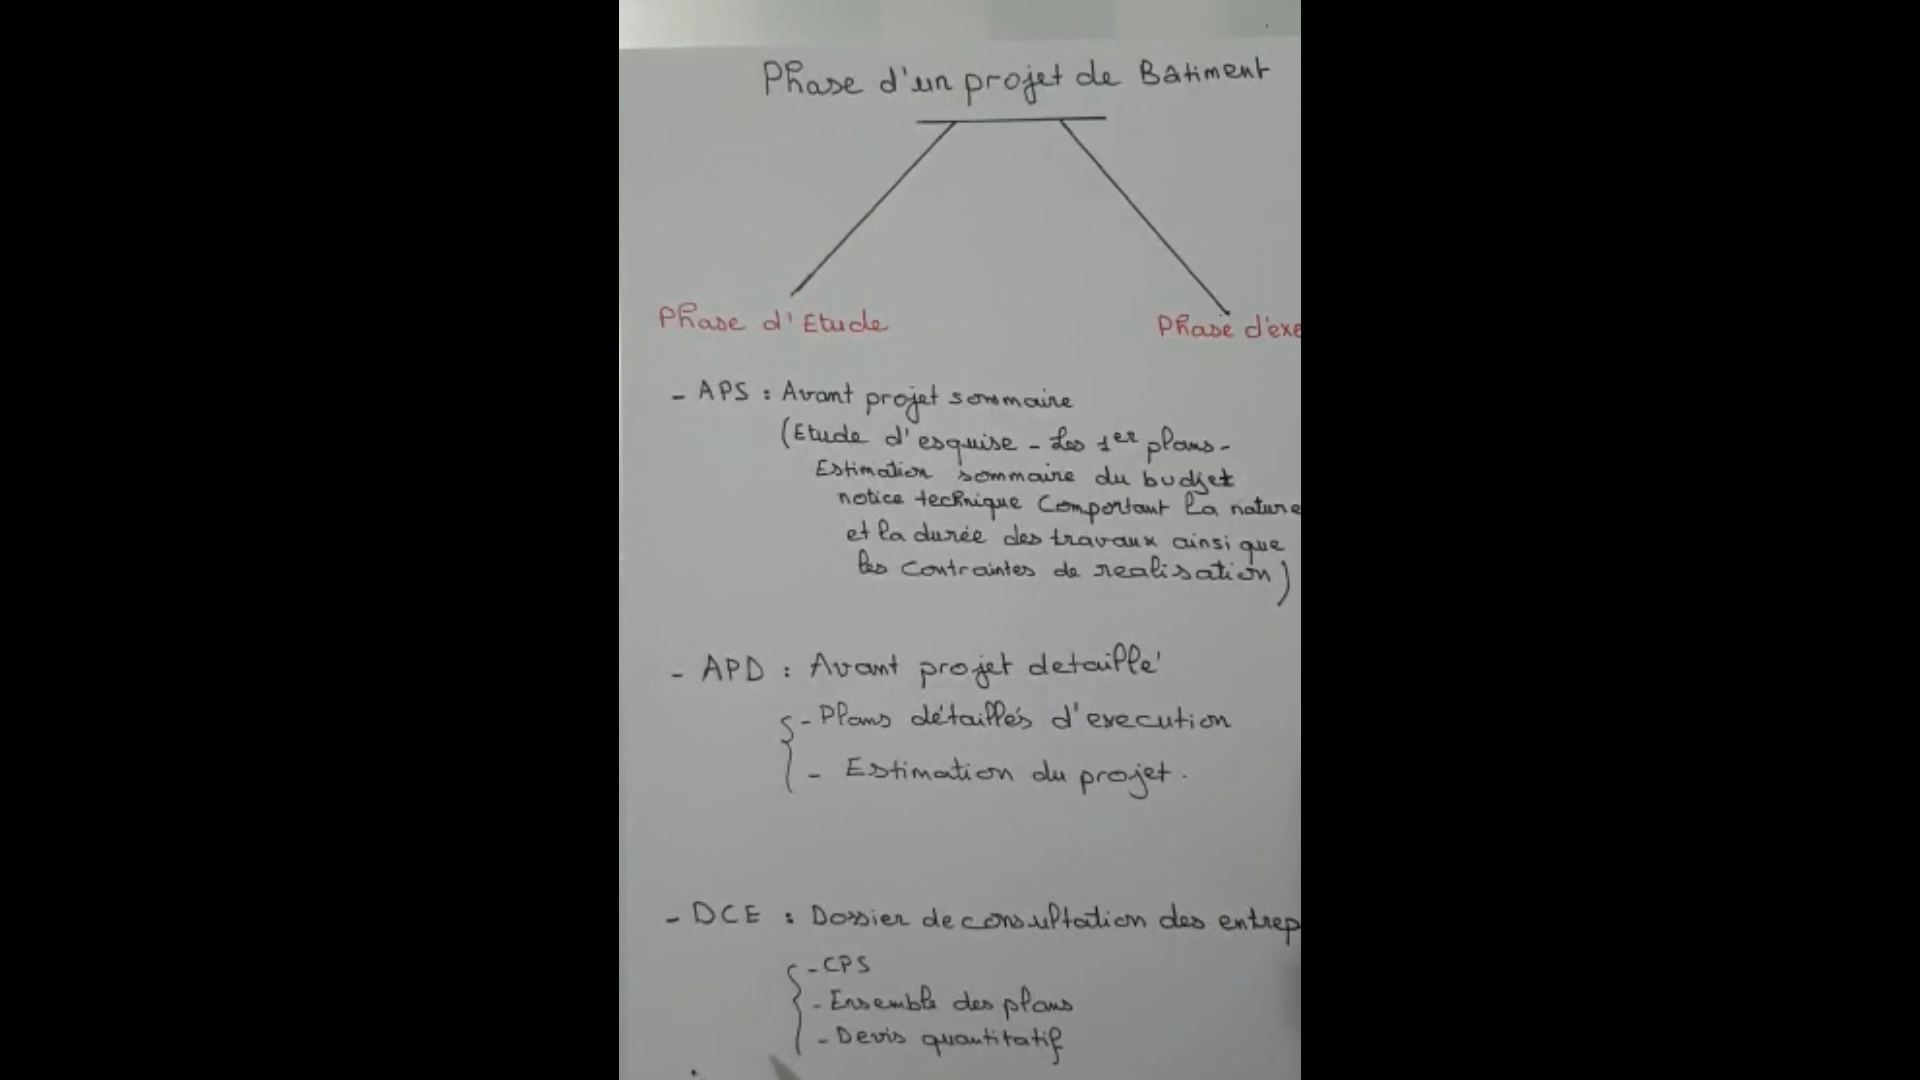 Phase d'un projet de Bâtiment
Phase d'Etude
Phase d'exe
- APS : Avant projet sommaire
(Etude d'esquise - Les 1er plans -
Estimation sommaire du budget
notice technique Comportant la nature
et la durée des travaux ainsi que
les contraintes de realisation)
- APD : Avant projet detaillé
- Plans détaillés d'execution
- Estimation du projet.
- DCE : Dossier de consultation des entrep
- CPS
- Ensemble des plans
- Devis quantitatif